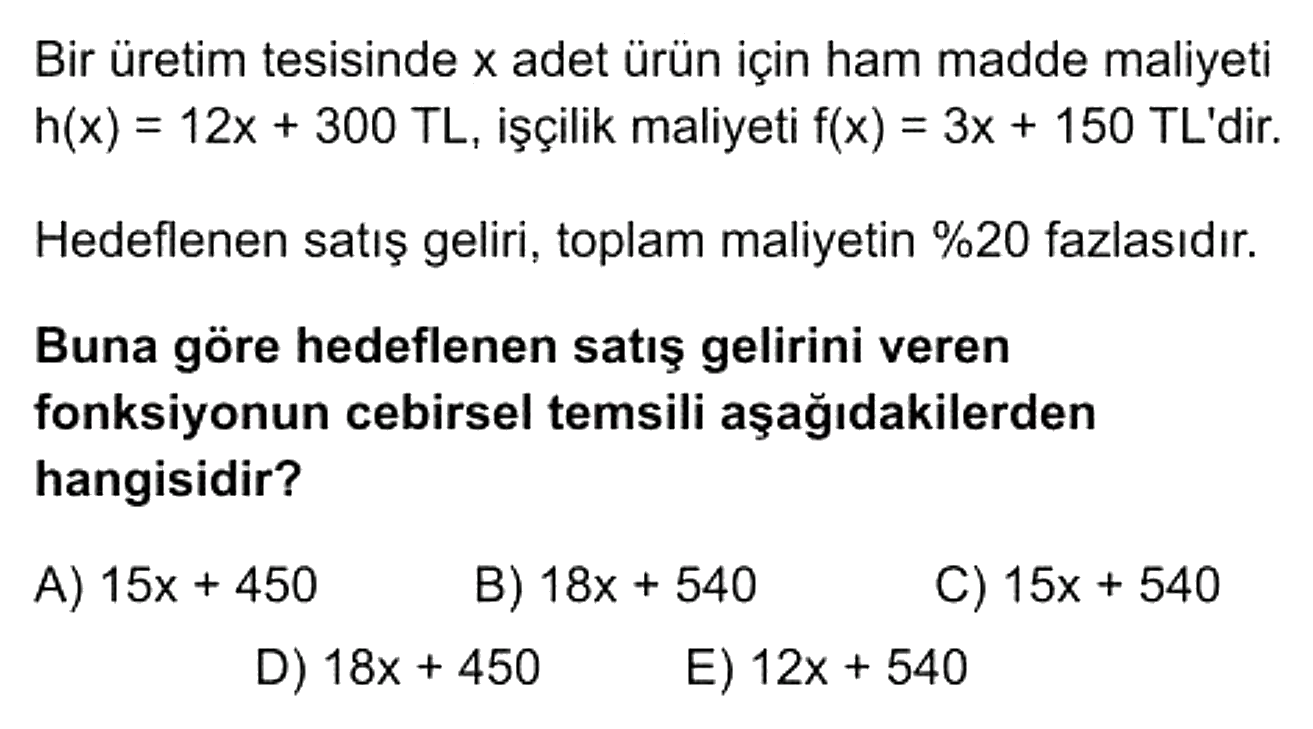 Bir üretim tesisinde x adet ürün için ham madde maliyeti
h(x) = 12x + 300 TL, işçilik maliyeti f(x) = 3x + 150 TL'dir.
Hedeflenen satış geliri, toplam maliyetin %20 fazlasıdır.
Buna göre hedeflenen satış gelirini veren
fonksiyonun cebirsel temsili aşağıdakilerden
hangisidir?
A) 15x + 450 B) 18x + 540 C) 15x + 540
D) 18x + 450 E) 12x + 540